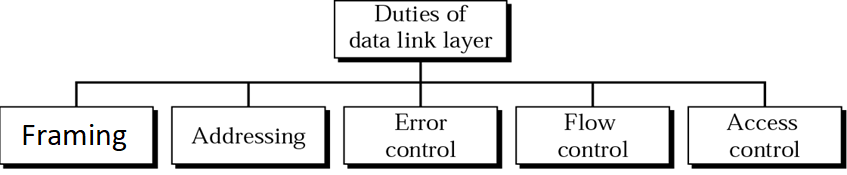 Duties of
data link layer
Framing
Addressing
Error
control
Flow
control
Access
control